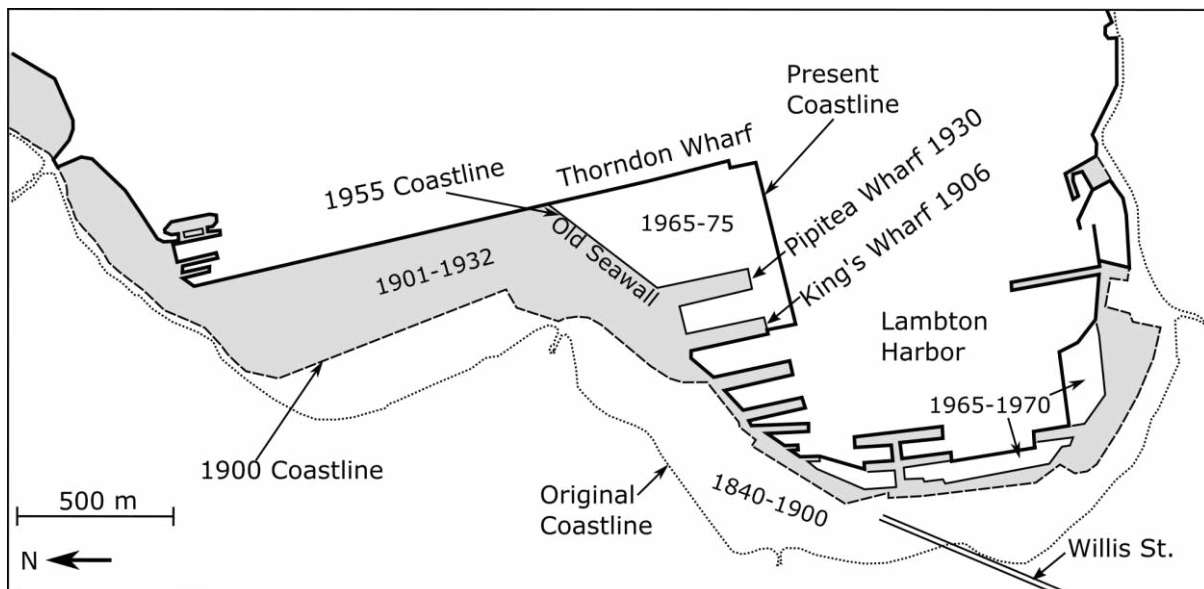 Present
Coastline
Thorndon Wharf
1955 Coastline
Pipitea Wharf 1930
King's Wharf 1906
1965-75
Old Seawall
1901-1932
Lambton
Harbor
1965-1970
1900 Coastline
Original
Coastline
1840-1900
500 m
Willis St.
N